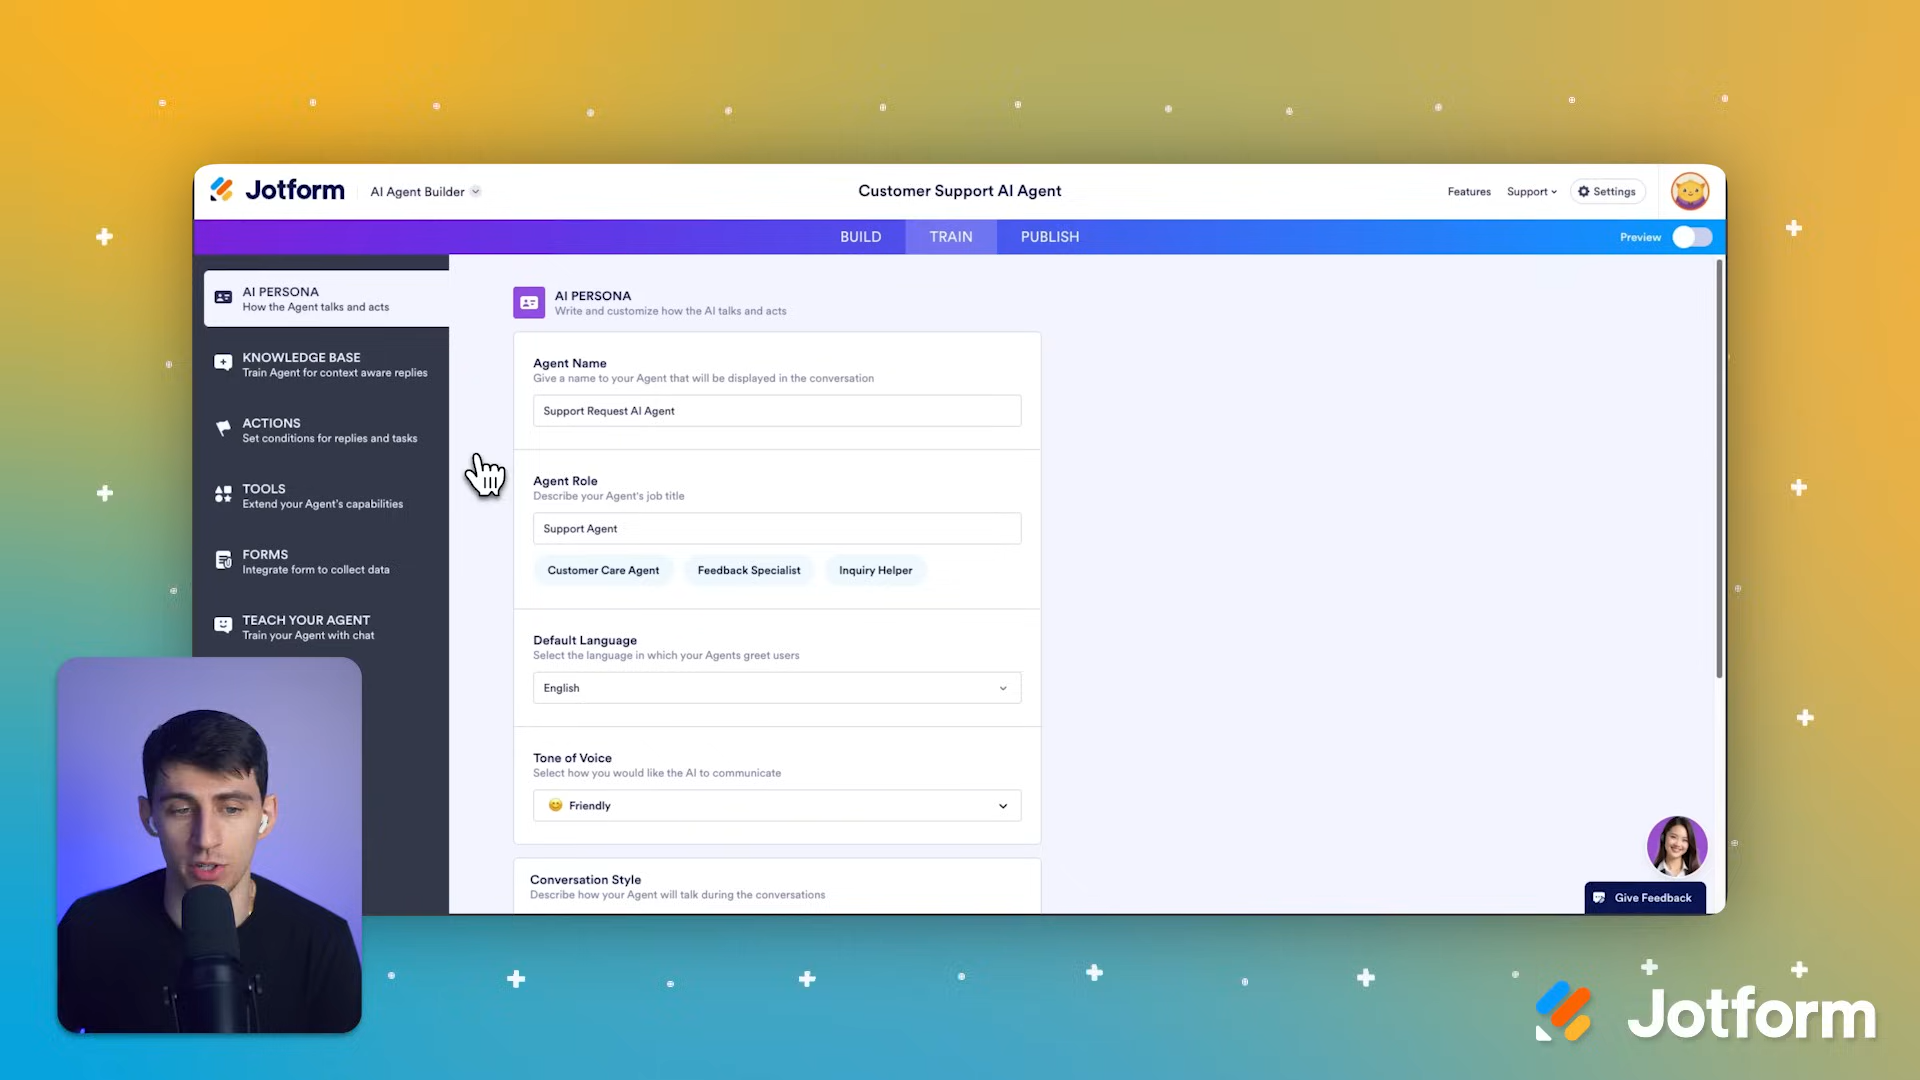 Jotform
AI Agent Builder
Customer Support AI Agent
Features
Support
Settings
BUILD
TRAIN
PUBLISH
Preview
AI PERSONA
How the Agent talks and acts
KNOWLEDGE BASE
Train Agent for context aware replies
ACTIONS
Set conditions for replies and tasks
TOOLS
Extend your Agent's capabilities
FORMS
Integrate form to collect data
TEACH YOUR AGENT
Train your Agent with chat
AI PERSONA
Write and customize how the AI talks and acts
Agent Name
Give a name to your Agent that will be displayed in the conversation
Support Request AI Agent
Agent Role
Describe your Agent's job title
Support Agent
Customer Care Agent
Feedback Specialist
Inquiry Helper
Default Language
Select the language in which your Agents greet users
English
Tone of Voice
Select how you would like the AI to communicate
Friendly
Conversation Style
Describe how your Agent will talk during the conversations
Give Feedback
Jotform